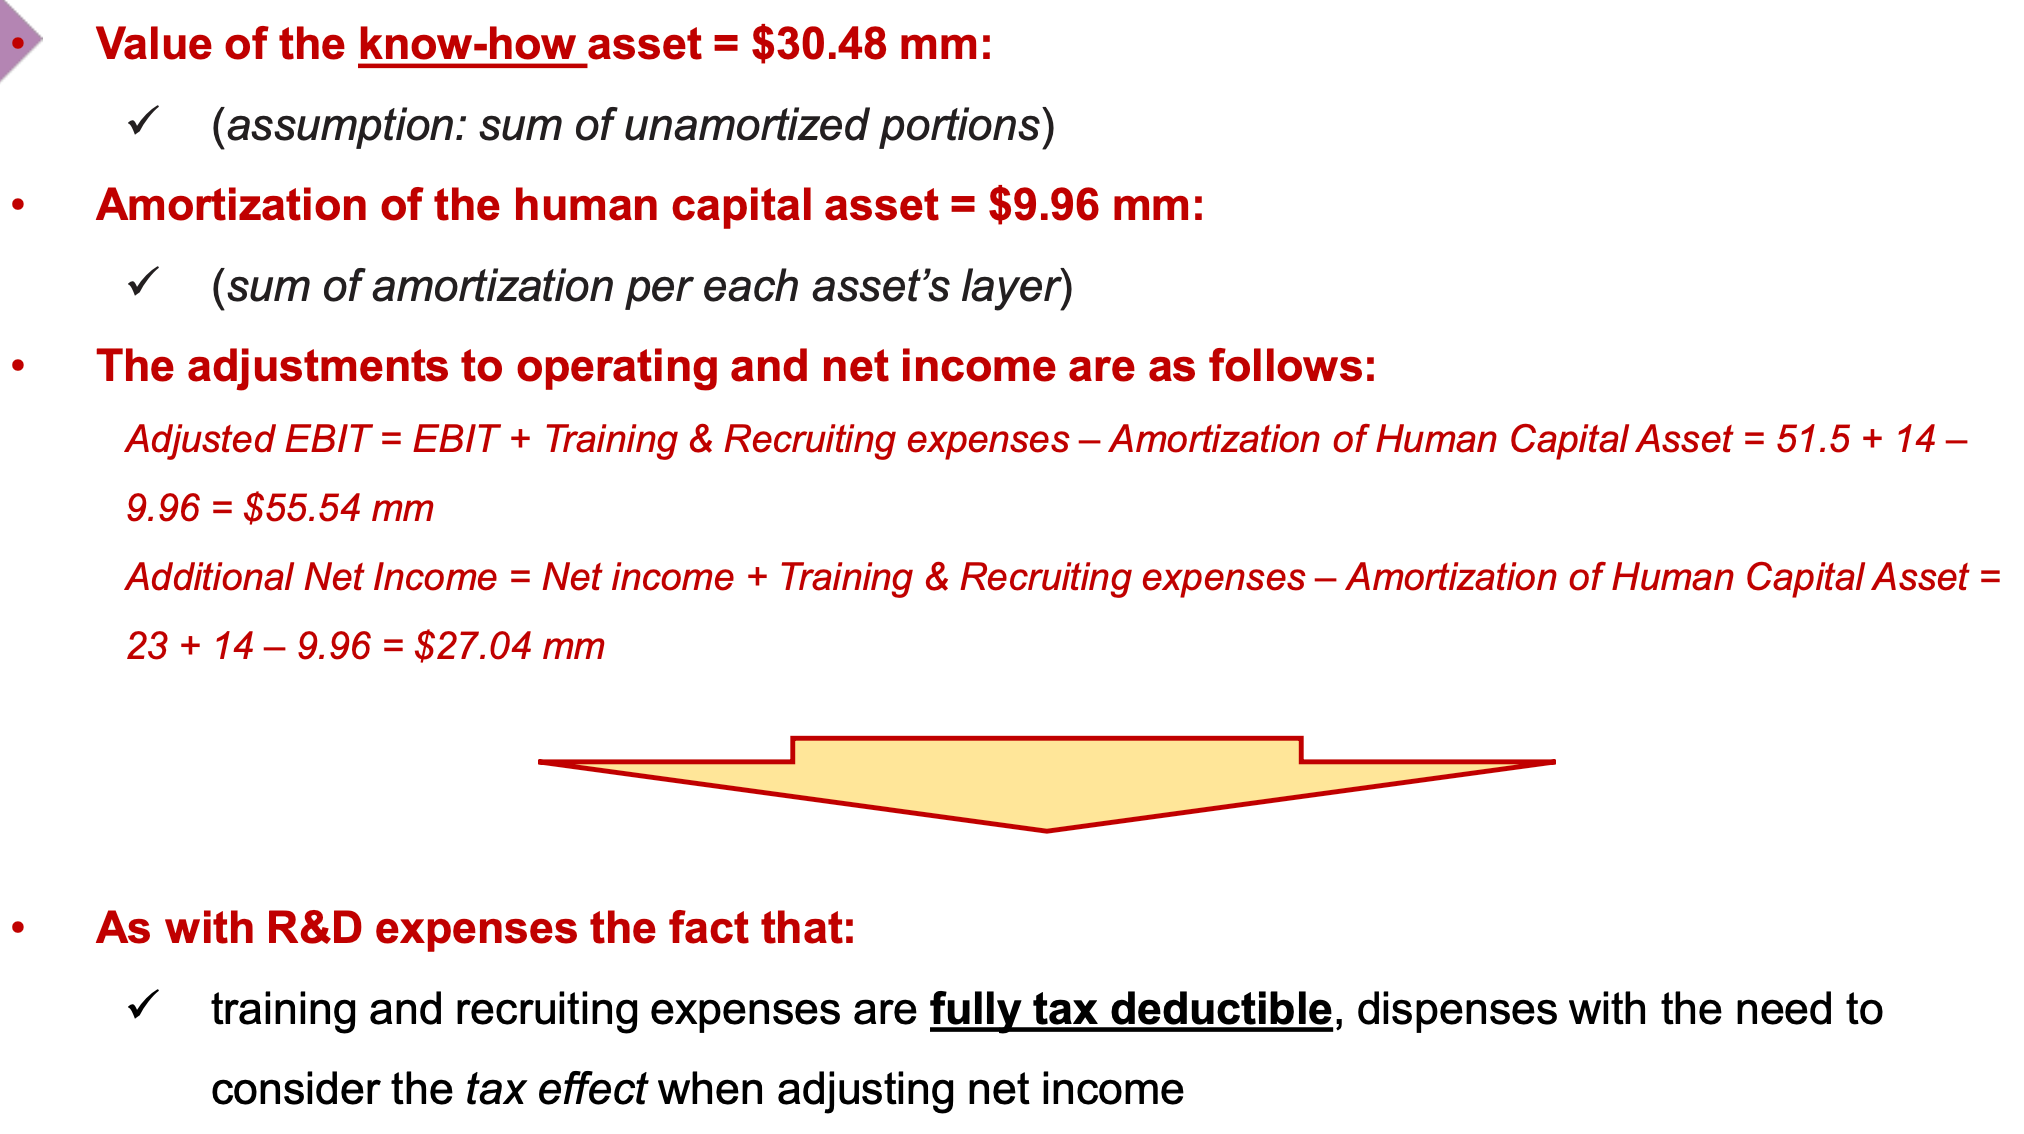 • Value of the know-how asset = $30.48 mm:
✓ (assumption: sum of unamortized portions)
• Amortization of the human capital asset = $9.96 mm:
✓ (sum of amortization per each asset’s layer)
• The adjustments to operating and net income are as follows:
Adjusted EBIT = EBIT + Training & Recruiting expenses – Amortization of Human Capital Asset = 51.5 + 14 –
9.96 = $55.54 mm
Additional Net Income = Net income + Training & Recruiting expenses – Amortization of Human Capital Asset =
23 + 14 – 9.96 = $27.04 mm
• As with R&D expenses the fact that:
✓ training and recruiting expenses are fully tax deductible, dispenses with the need to
consider the tax effect when adjusting net income